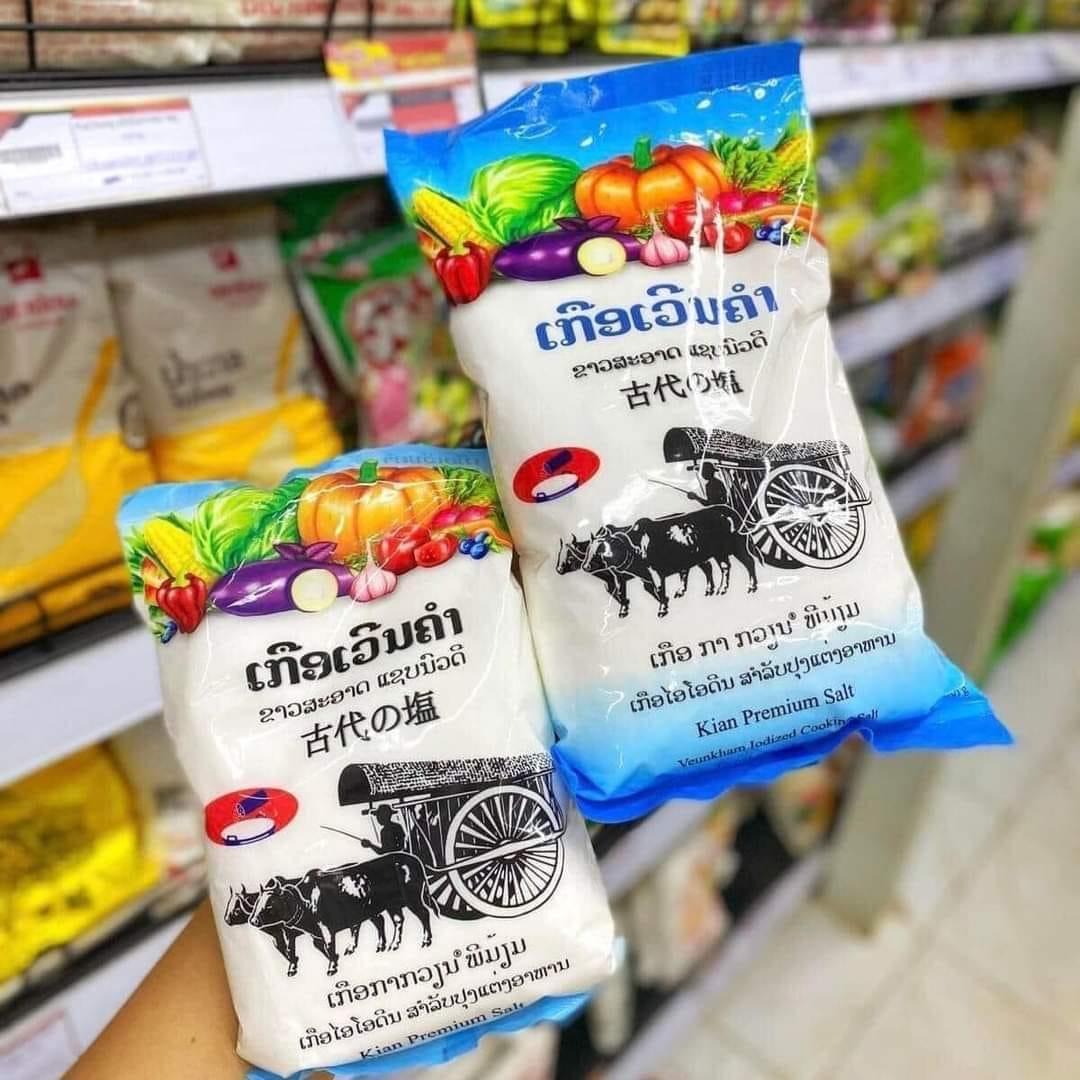 ເກືອເວີນຄຳ
ຂາວສະອາດ ແຊບນົວດີ
古代の塩
ເກືອ ກາ ກວຽນ ພີມ້ຽມ
ເກືອໄອໂອດິນ ສຳລັບປຸງແຕ່ງອາຫານ
Kian Premium Salt
Veunkham Iodized Cooking Salt
ເກືອເວີນຄຳ
ຂາວສະອາດ ແຊບນົວດີ
古代の塩
ເກືອກາກວຽນ ພີມ້ຽມ
ເກືອໄອໂອດິນ ສຳລັບປຸງແຕ່ງອາຫານ
Kian Premium Salt